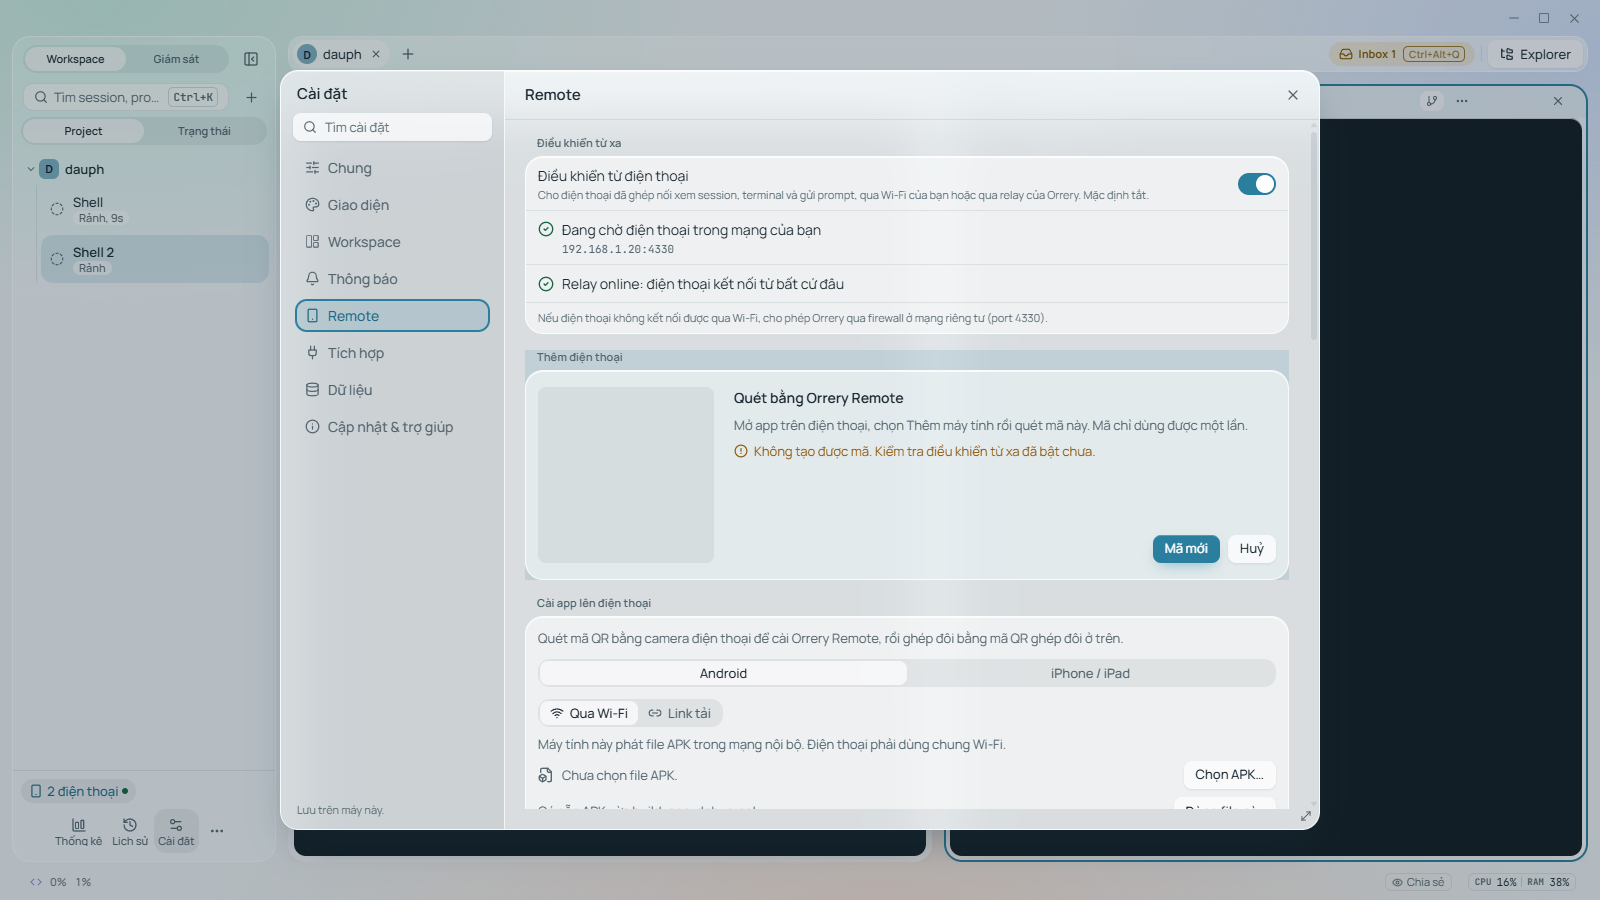 Workspace
Giám sát
Tìm session, pro...
Ctrl+K
Project
Trạng thái
D dauph
Shell
Rảnh, 9s
Shell 2
Rảnh
2 điện thoại
Thống kê
Lịch sử
Cài đặt
0% 1%
D dauph
Inbox 1 Ctrl+Alt+Q
Explorer
Cài đặt
Tìm cài đặt
Chung
Giao diện
Workspace
Thông báo
Remote
Tích hợp
Dữ liệu
Cập nhật & trợ giúp
Lưu trên máy này.
Remote
Điều khiển từ xa
Điều khiển từ điện thoại
Cho điện thoại đã ghép nối xem session, terminal và gửi prompt, qua Wi-Fi của bạn hoặc qua relay của Orrery. Mặc định tắt.
Đang chờ điện thoại trong mạng của bạn
192.168.1.20:4330
Relay online: điện thoại kết nối từ bất cứ đâu
Nếu điện thoại không kết nối được qua Wi-Fi, cho phép Orrery qua firewall ở mạng riêng tư (port 4330).
Thêm điện thoại
Quét bằng Orrery Remote
Mở app trên điện thoại, chọn Thêm máy tính rồi quét mã này. Mã chỉ dùng được một lần.
Không tạo được mã. Kiểm tra điều khiển từ xa đã bật chưa.
Mã mới
Huỷ
Cài app lên điện thoại
Quét mã QR bằng camera điện thoại để cài Orrery Remote, rồi ghép đôi bằng mã QR ghép đôi ở trên.
Android
iPhone / iPad
Qua Wi-Fi
Link tải
Máy tính này phát file APK trong mạng nội bộ. Điện thoại phải dùng chung Wi-Fi.
Chưa chọn file APK.
Chọn APK...
Chia sẻ
CPU 16% RAM 38%